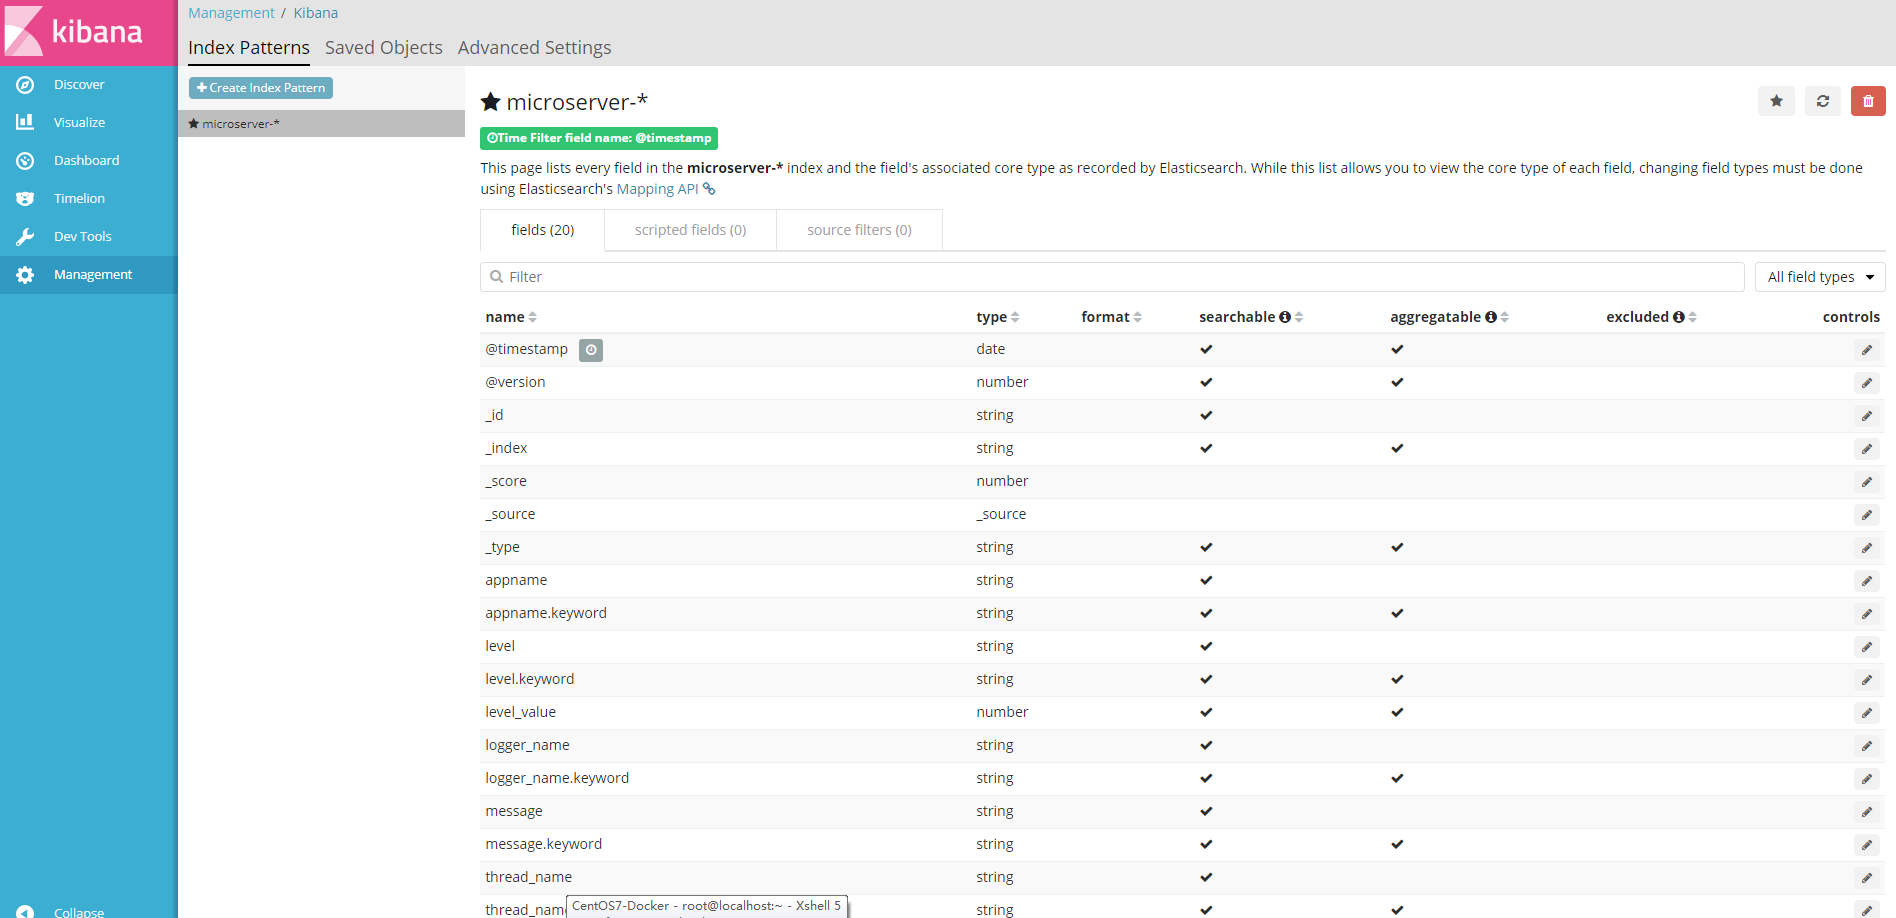 kibana
Discover
Visualize
Dashboard
Timelion
Dev Tools
Management
Collapse
Management / Kibana
Index Patterns Saved Objects Advanced Settings
Create Index Pattern
microserver-*
microserver-*
Time Filter field name: @timestamp
This page lists every field in the microserver-* index and the field's associated core type as recorded by Elasticsearch. While this list allows you to view the core type of each field, changing field types must be done
using Elasticsearch's Mapping API
fields (20) scripted fields (0) source filters (0)
Filter All field types
name type format searchable aggregatable excluded controls
@timestamp date
@version number
_id string
_index string
_score number
_source _source
_type string
appname string
appname.keyword string
level string
level.keyword string
level_value number
logger_name string
logger_name.keyword string
message string
message.keyword string
thread_name string
string
CentOS7-Docker - root@localhost:~ - Xshell 5